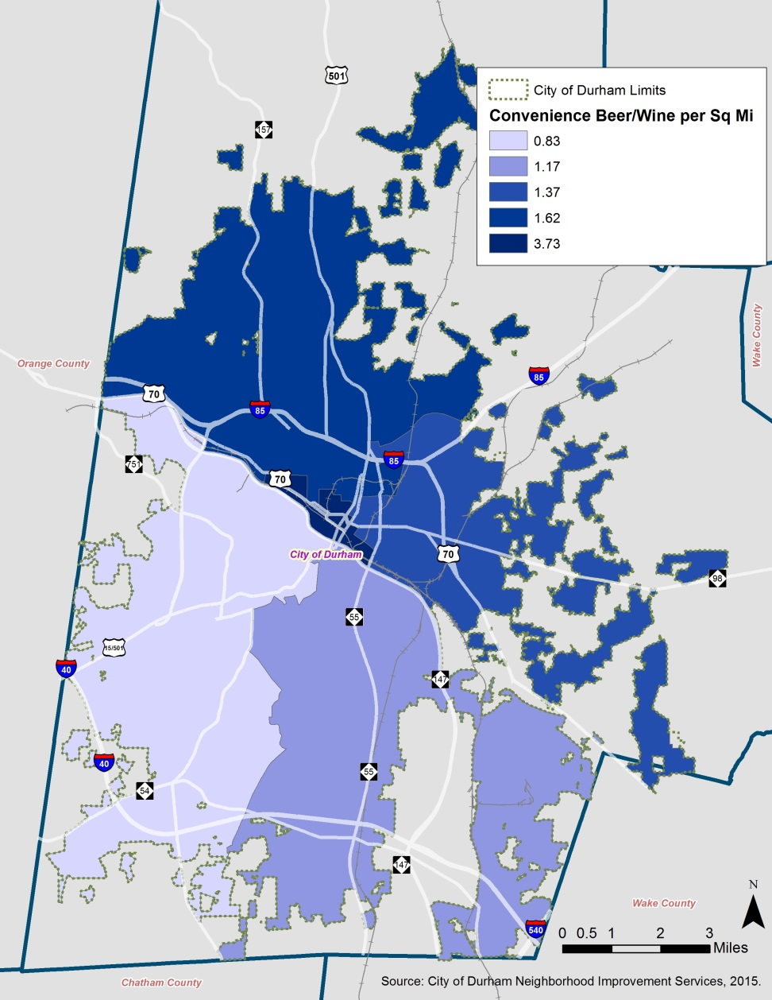 501
City of Durham Limits
Convenience Beer/Wine per Sq Mi
157
0.83
1.17
1.37
1.62
3.73
Wake County
Orange County
85
70
85
85
751
70
City of Durham
70
98
55
15/501
40
147
40
55
54
147
N
Wake County
540
0 0.5 1 2 3
Miles
Chatham County
Source: City of Durham Neighborhood Improvement Services, 2015.